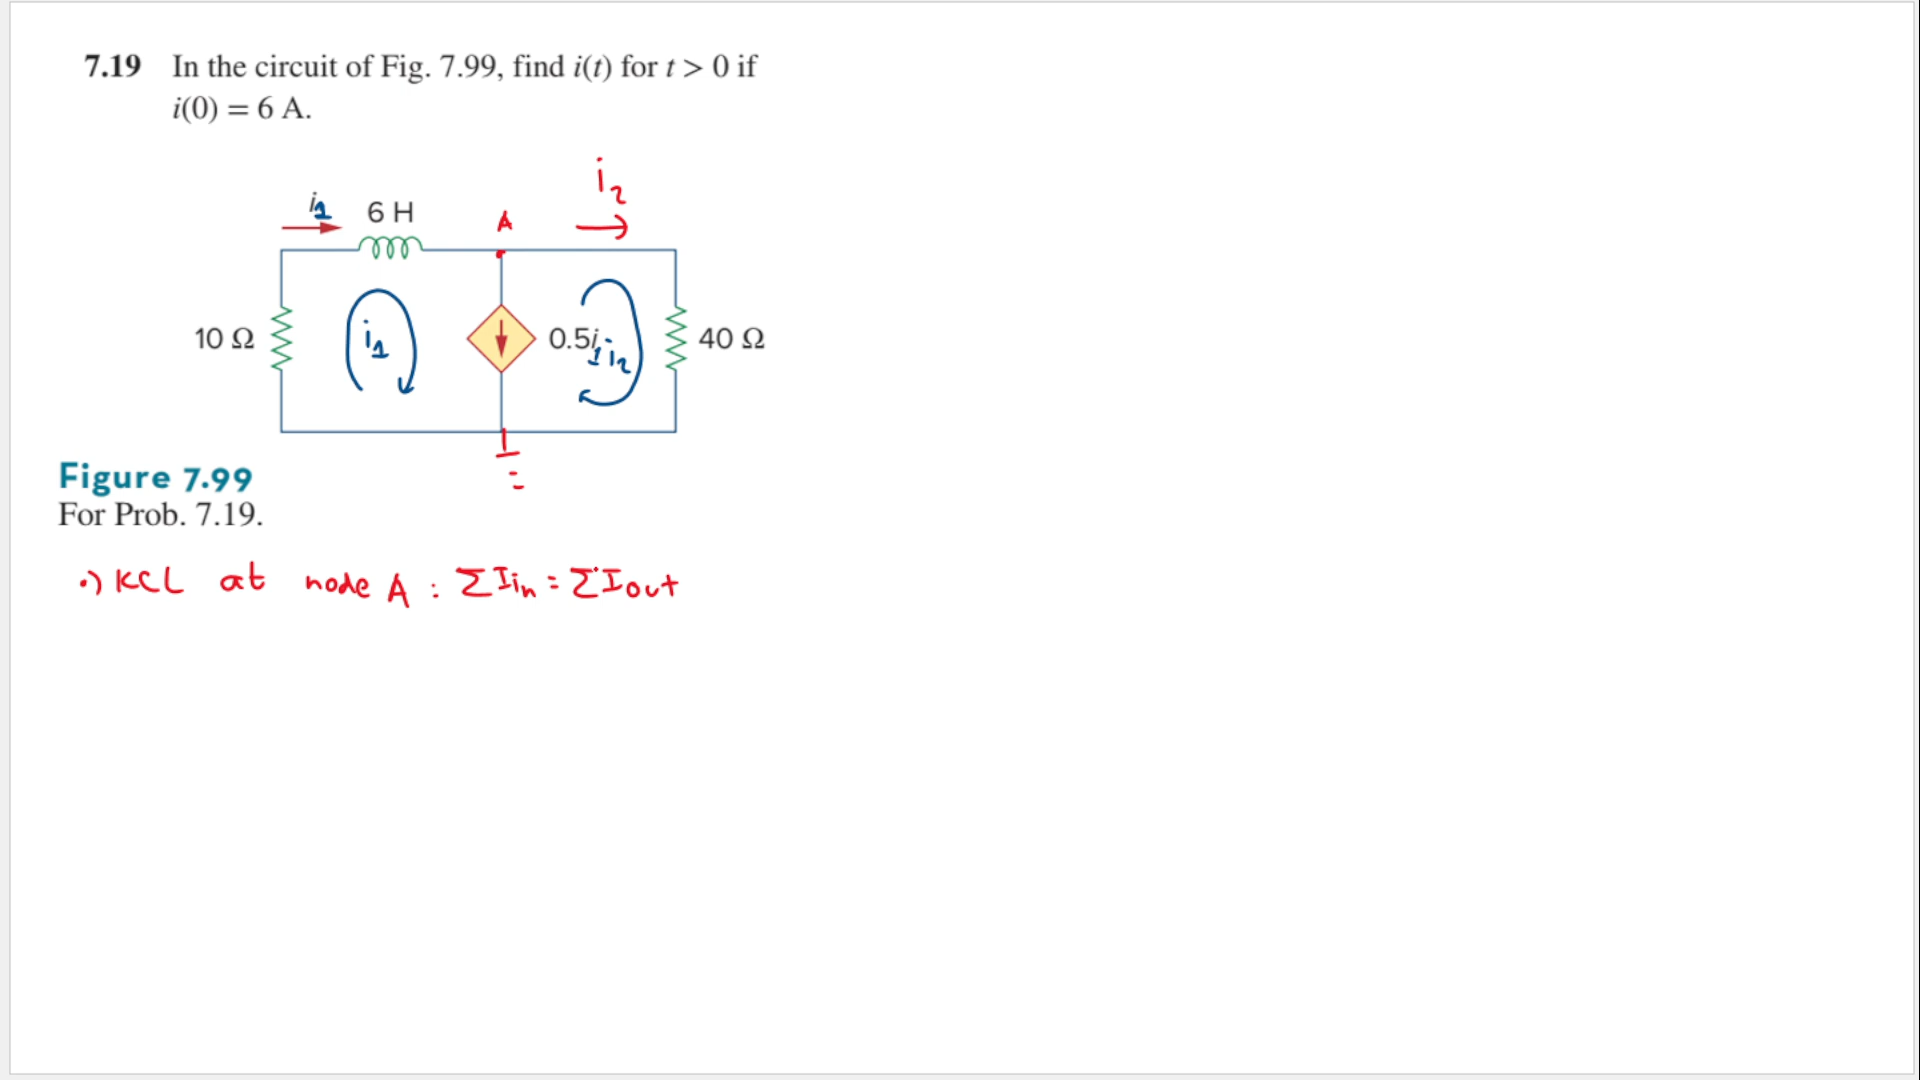 7.19 In the circuit of Fig. 7.99, find i(t) for t > 0 if
i(0) = 6 A.
i₂
i₁ 6 H A
10 Ω i₁ 0.5i₁ i₂ 40 Ω
Figure 7.99
For Prob. 7.19.
•) KCL at node A : ΣIin = ΣIout